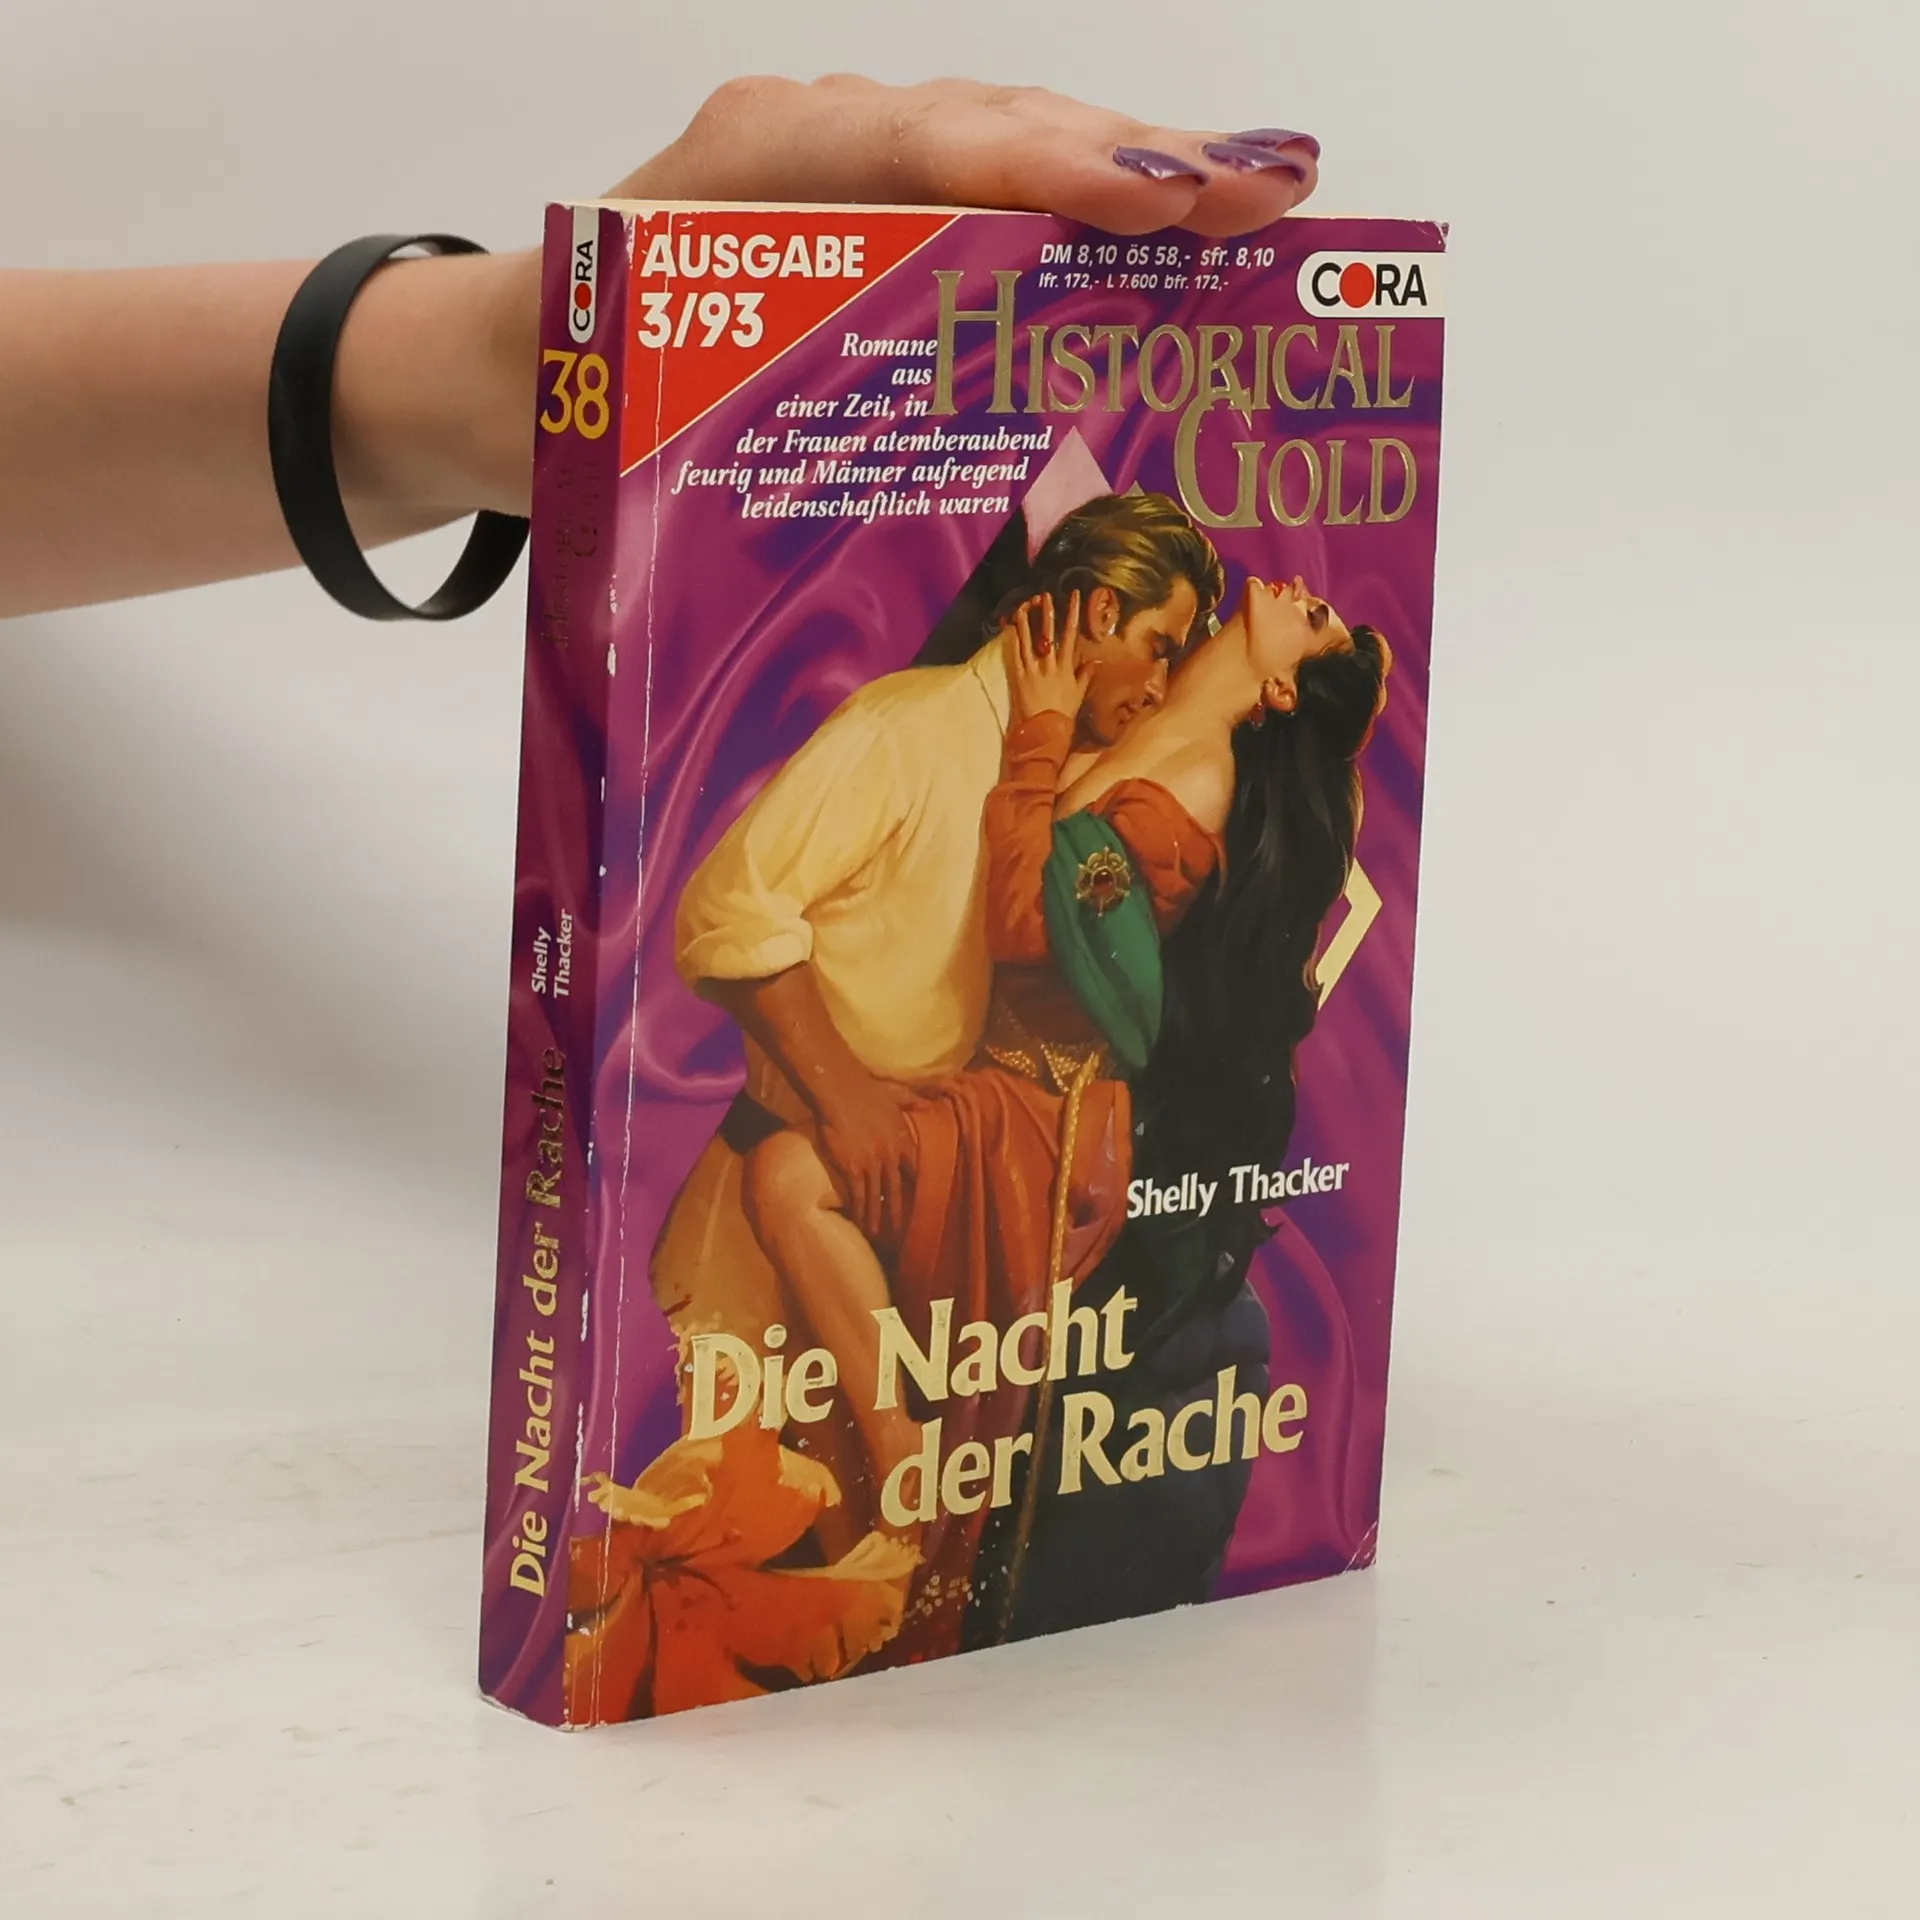 CORA
38
HISTORICAL
GOLD
Shelly
Thacker
Die Nacht der Rache
AUSGABE
3/93
DM 8,10 öS 58,- sfr. 8,10
lfr. 172,- L 7.600 bfr. 172,-
CORA
HISTORICAL
GOLD
Romane
aus
einer Zeit, in
der Frauen atemberaubend
feurig und Männer aufregend
leidenschaftlich waren
Shelly Thacker
Die Nacht
der Rache